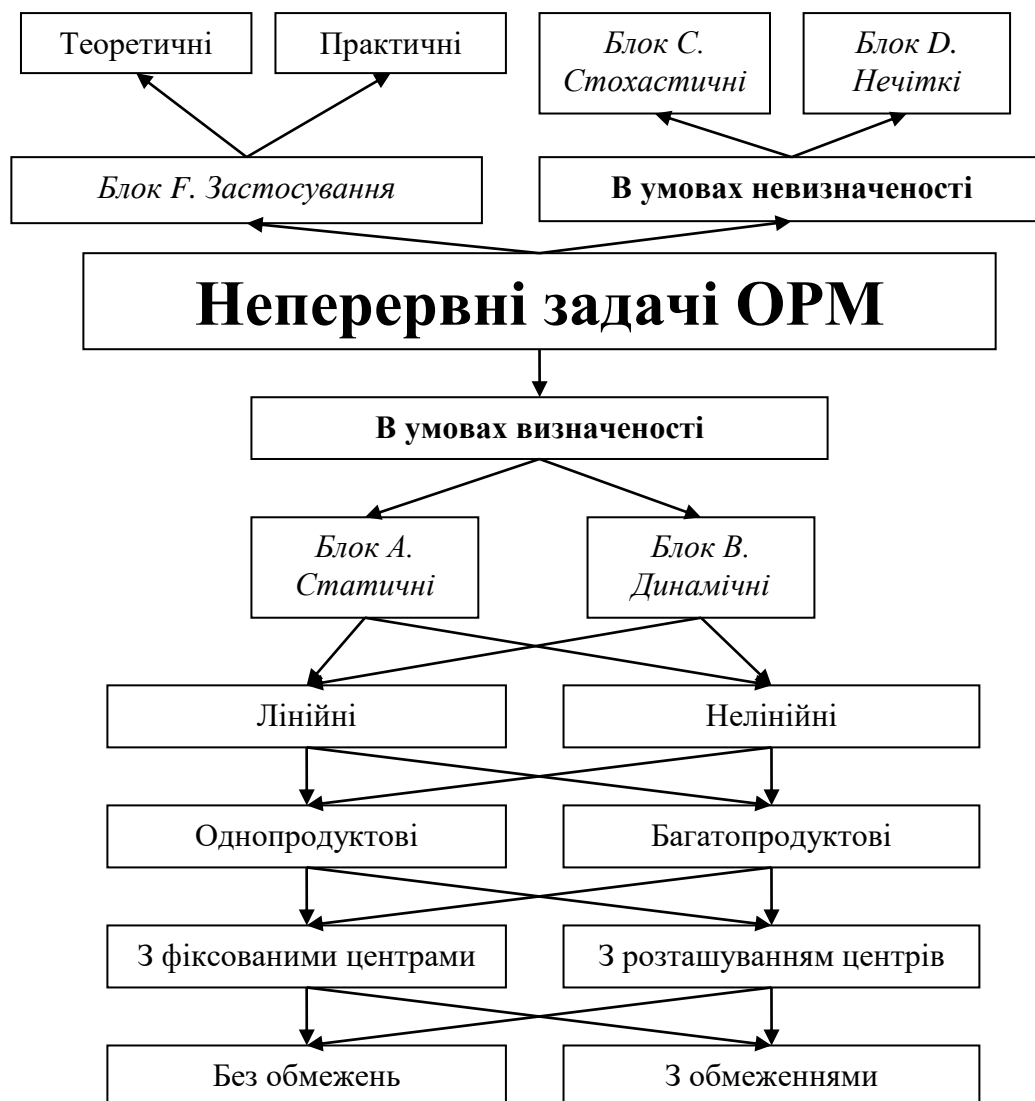 Теоретичні
Практичні
Блок C.
Стохастичні
Блок D.
Нечіткі
Блок F. Застосування
В умовах невизначеності
Неперервні задачі ОРМ
В умовах визначеності
Блок A.
Статичні
Блок B.
Динамічні
Лінійні
Нелінійні
Однопродуктові
Багатопродуктові
З фіксованими центрами
З розташуванням центрів
Без обмежень
З обмеженнями